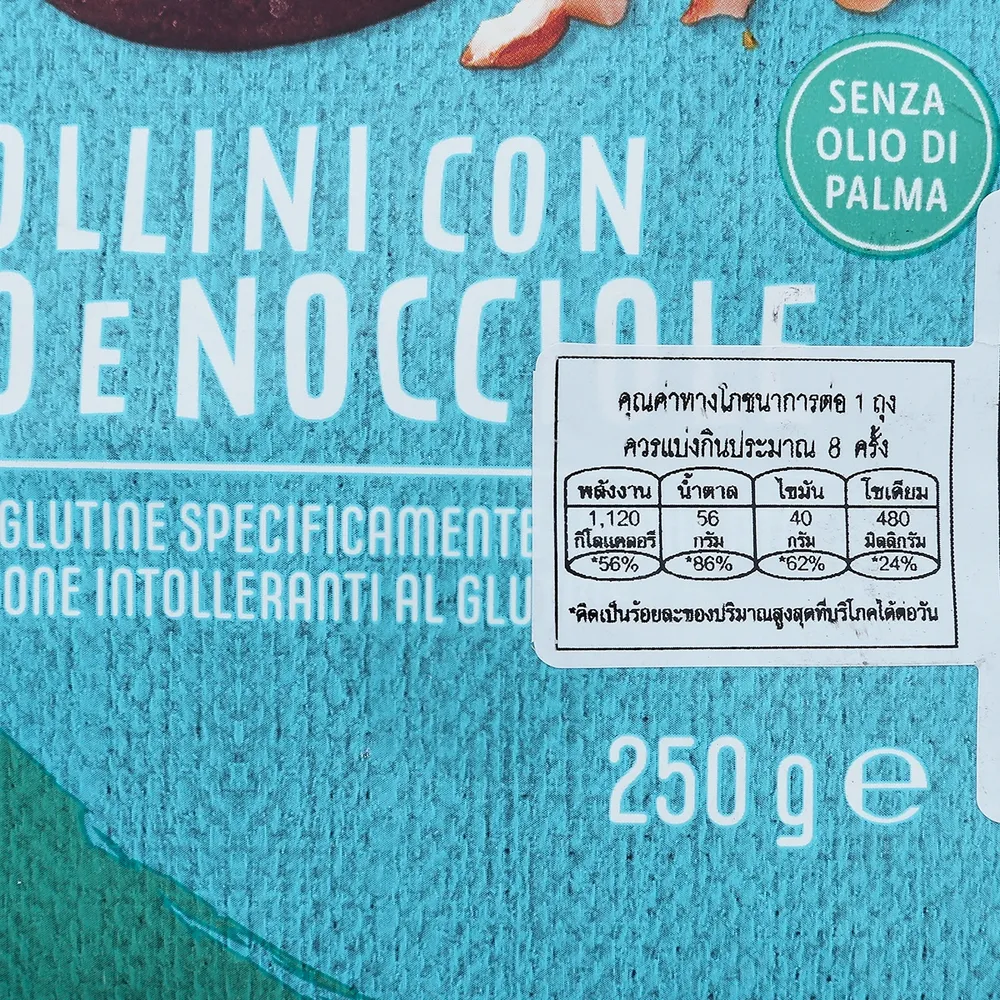 SENZA
OLIO DI
PALMA
OLLINI CON
O E NOCCIOLE
GLUTINE SPECIFICAMENTE
ONE INTOLLERANTI AL GLU
คุณค่าทางโภชนาการต่อ 1 ถุง
ควรแบ่งกินประมาณ 8 ครั้ง
พลังงาน น้ำตาล ไขมัน โซเดียม
1,120 56 40 480
กิโลแคลอรี กรัม กรัม มิลลิกรัม
*56% *86% *62% *24%
*คิดเป็นร้อยละของปริมาณสูงสุดที่บริโภคได้ต่อวัน
250 g e